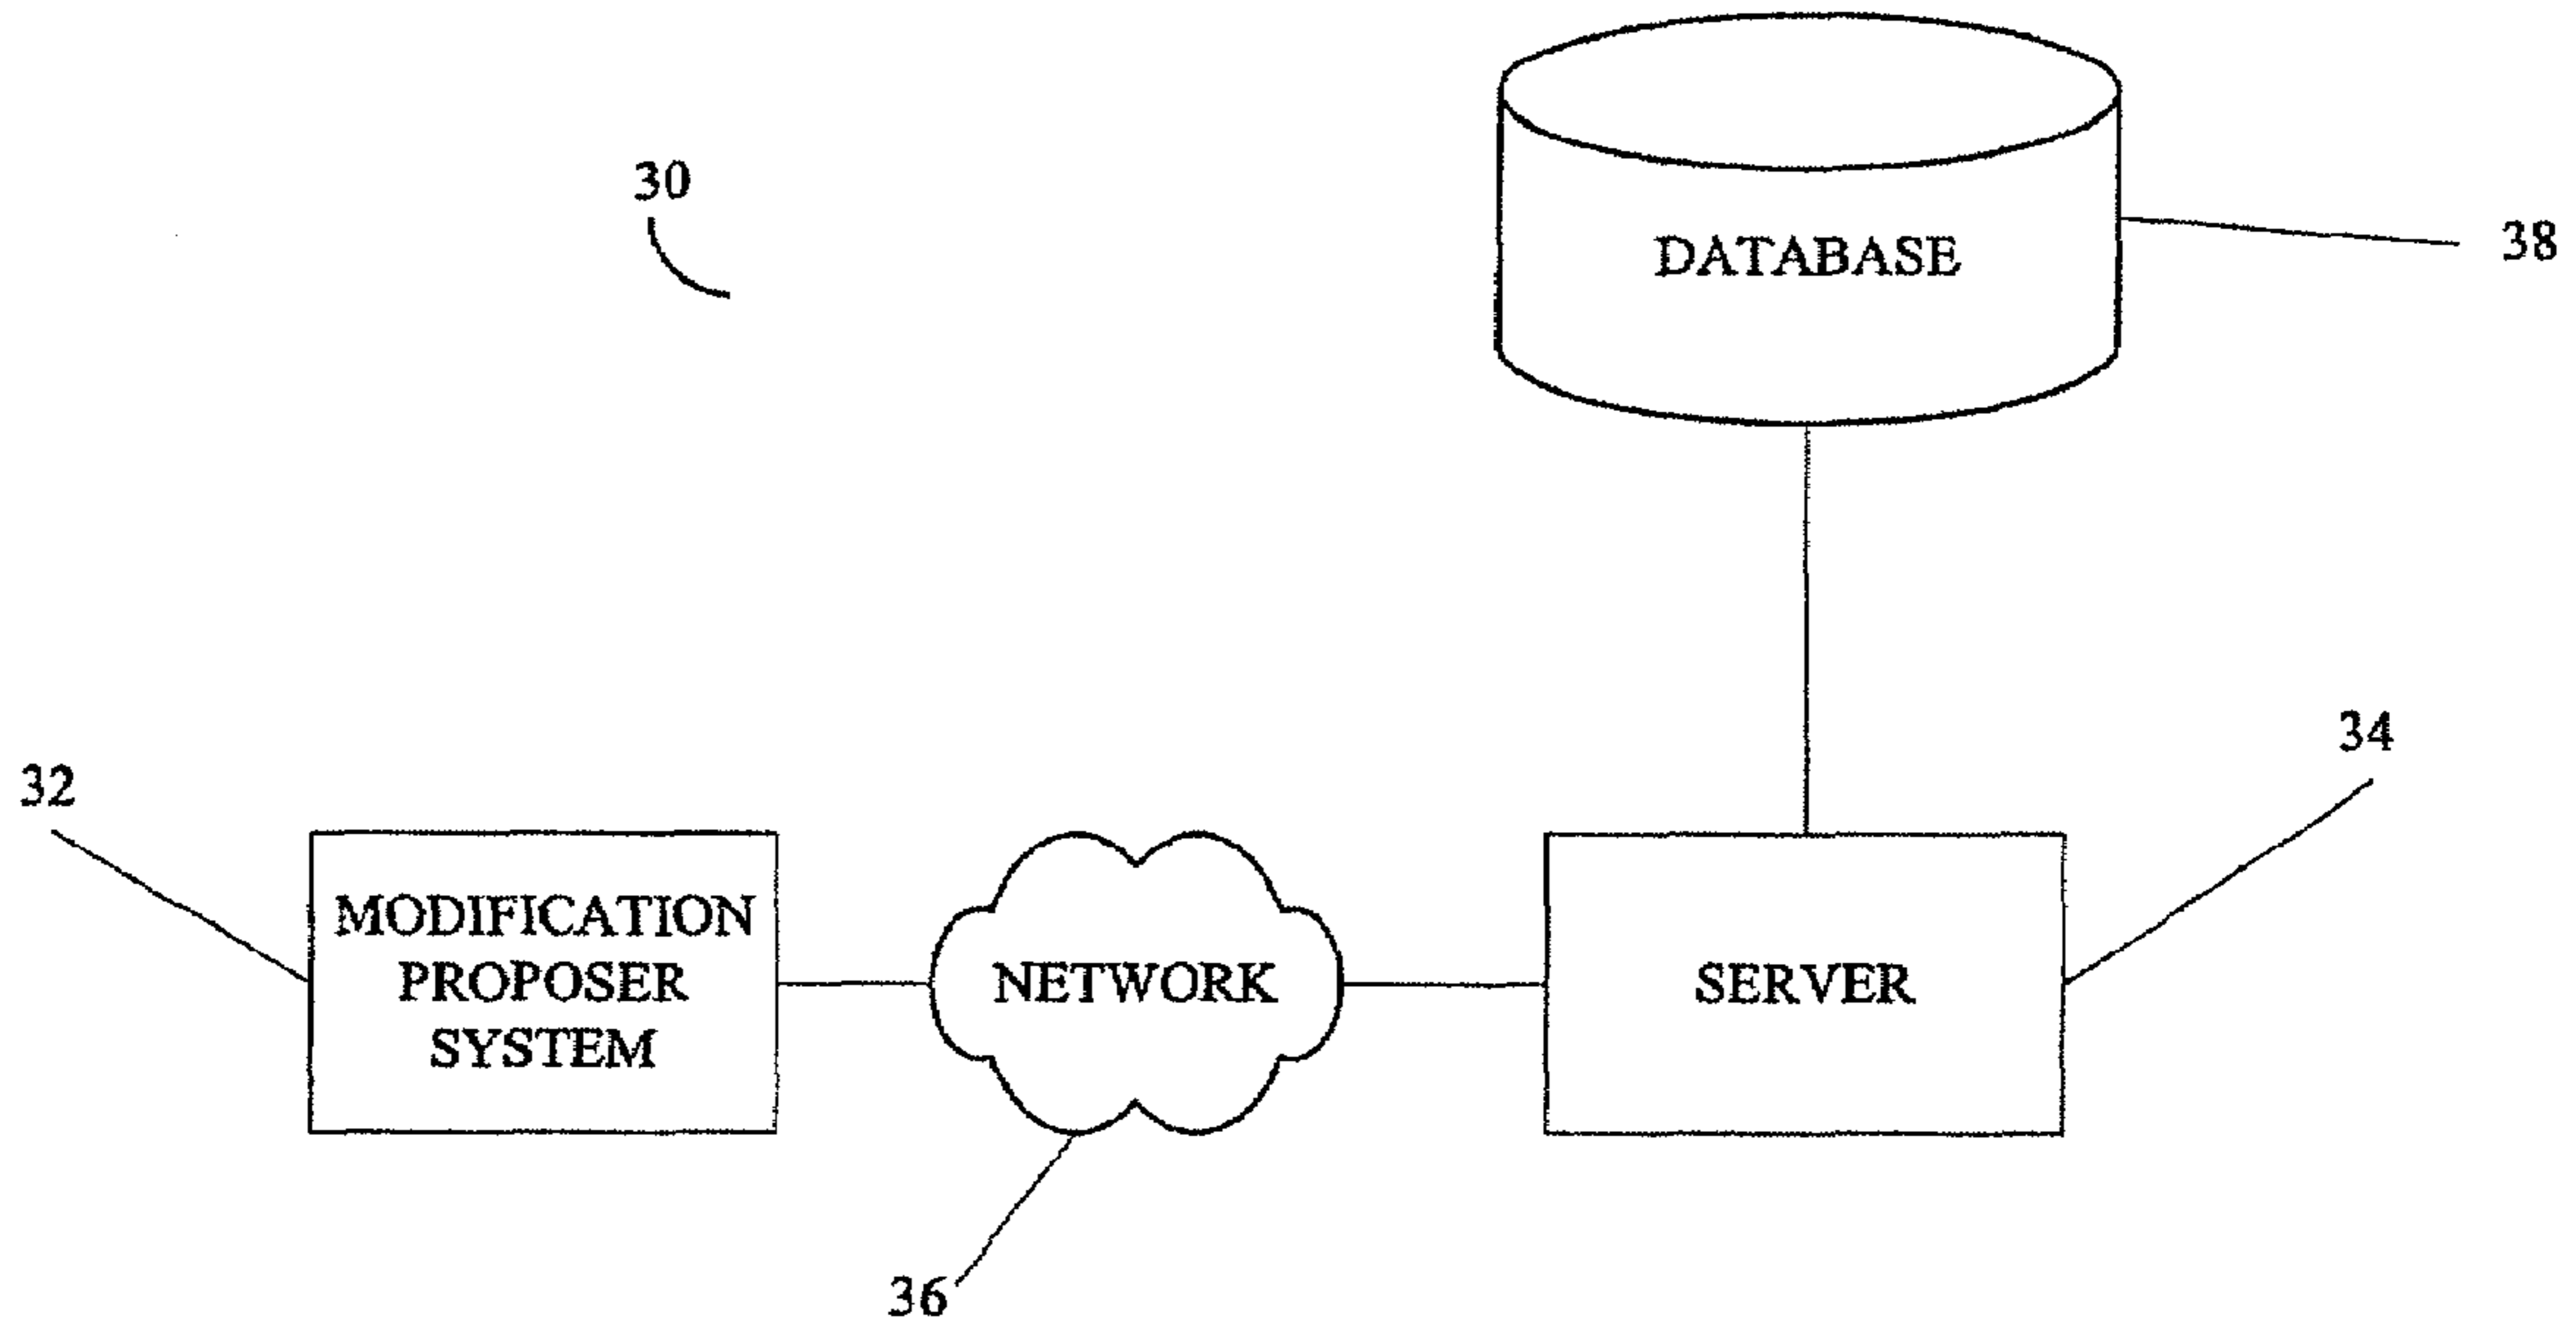 30
DATABASE
38
32
34
MODIFICATION
PROPOSER
SYSTEM
NETWORK
SERVER
36